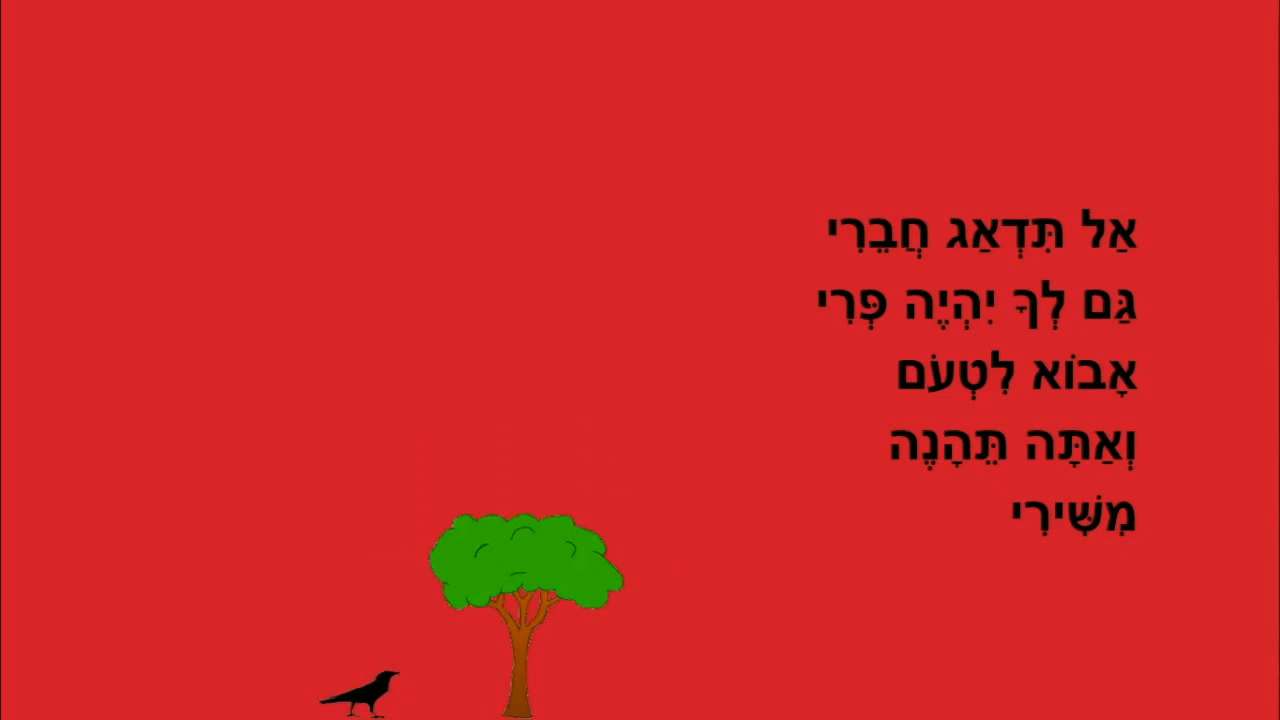 אַל תִּדְאַג חֲבֵרִי
גַּם לְךָ יִהְיֶה פְּרִי
אָבוֹא לִטְעֹם
וְאַתָּה תֵּהָנֶה
מִשִּׁירִי